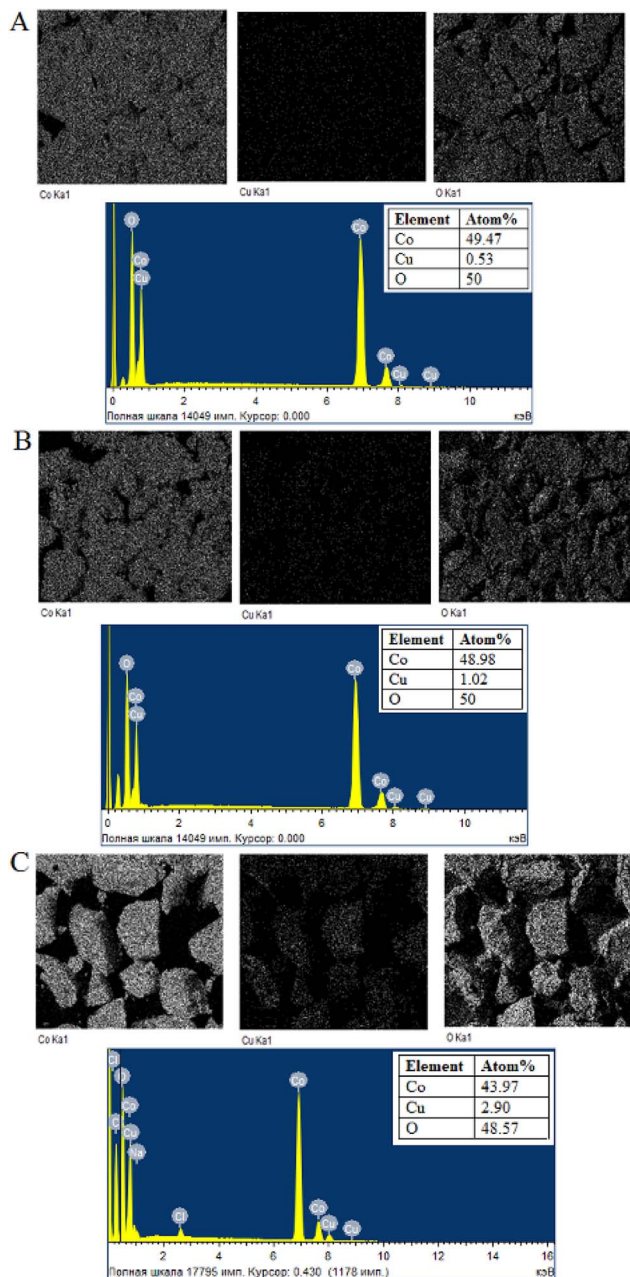 A
Co Ka1
Cu Ka1
O Ka1
Element Atom%
Co 49.47
Cu 0.53
O 50
O
Co
Cu
Co
Co
Cu
Cu
0 2 4 6 8 10
Полная шкала 14049 имп. Курсор: 0.000
кэВ
B
Co Ka1
Cu Ka1
O Ka1
Element Atom%
Co 48.98
Cu 1.02
O 50
O
Co
Cu
Co
Co
Cu
Cu
0 2 4 6 8 10
Полная шкала 14049 имп. Курсор: 0.000
кэВ
C
Co Ka1
Cu Ka1
O Ka1
Element Atom%
Co 43.97
Cu 2.90
O 48.57
Cl
O
Co
C
Cu
Na
Cl
Co
Co
Cu
Cu
0 2 4 6 8 10 12 14 16
Полная шкала 17795 имп. Курсор: 0.430 (1178 имп.)
кэВ